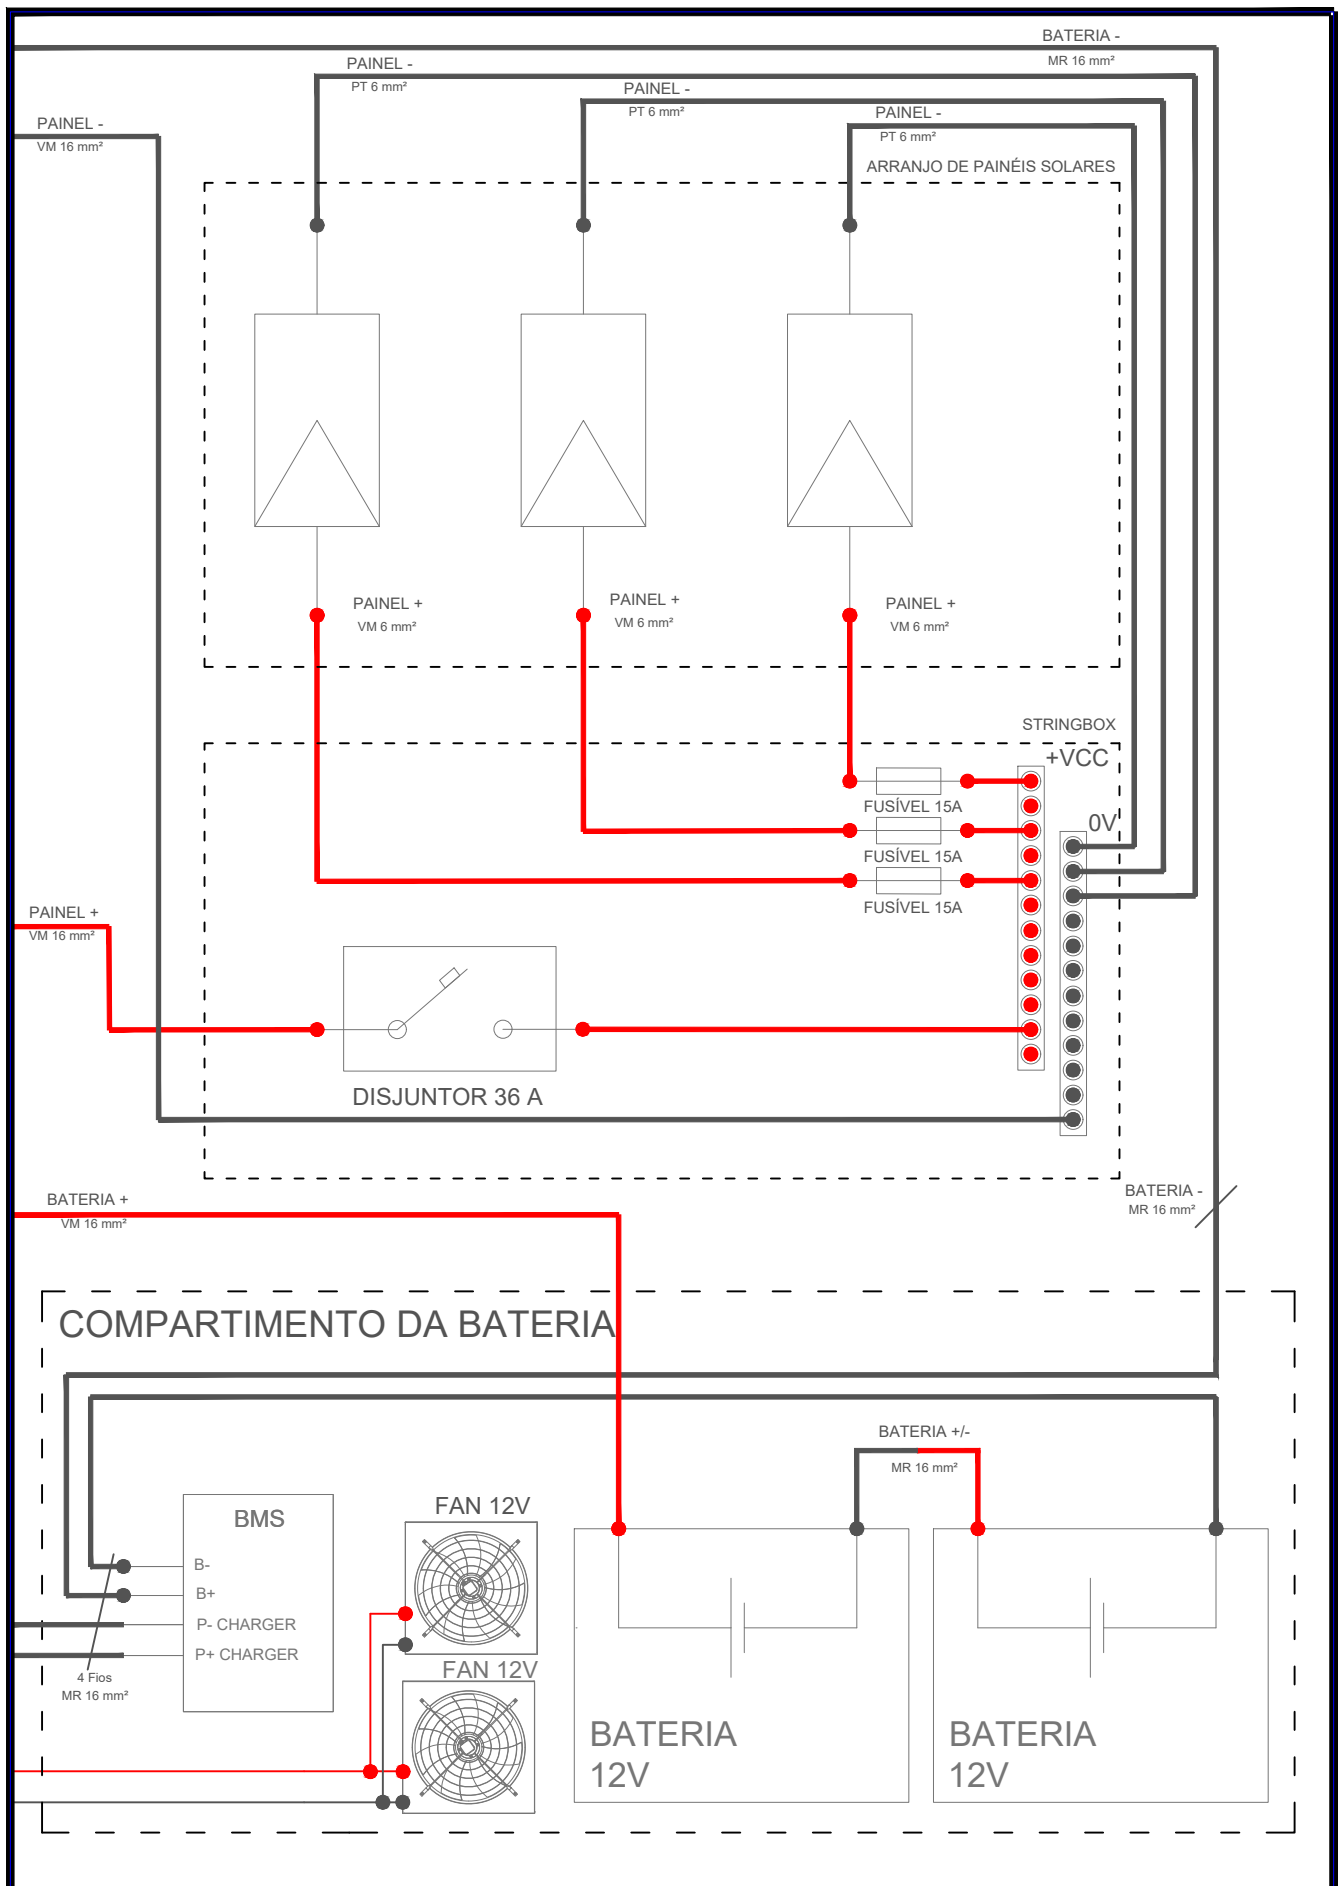 BATERIA -
MR 16 mm²
PAINEL -
PT 6 mm²
PAINEL -
PT 6 mm²
PAINEL -
PT 6 mm²
PAINEL -
VM 16 mm²
ARRANJO DE PAINÉIS SOLARES
PAINEL +
VM 6 mm²
PAINEL +
VM 6 mm²
PAINEL +
VM 6 mm²
STRINGBOX
+VCC
FUSÍVEL 15A
0V
FUSÍVEL 15A
FUSÍVEL 15A
PAINEL +
VM 16 mm²
DISJUNTOR 36 A
BATERIA +
VM 16 mm²
BATERIA -
MR 16 mm²
COMPARTIMENTO DA BATERIA
BATERIA +/-
MR 16 mm²
BMS
B-
B+
P- CHARGER
P+ CHARGER
4 Fios
MR 16 mm²
FAN 12V
FAN 12V
BATERIA
12V
BATERIA
12V